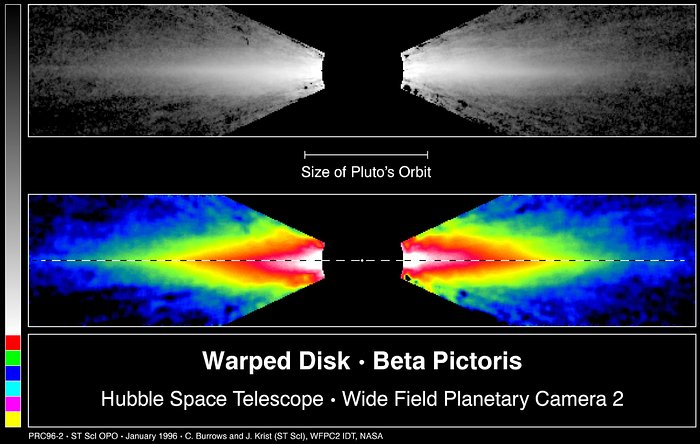 Size of Pluto's Orbit
Warped Disk · Beta Pictoris
Hubble Space Telescope · Wide Field Planetary Camera 2
PRC96-2 · ST ScI OPO · January 1996 · C. Burrows and J. Krist (ST ScI), WFPC2 IDT, NASA